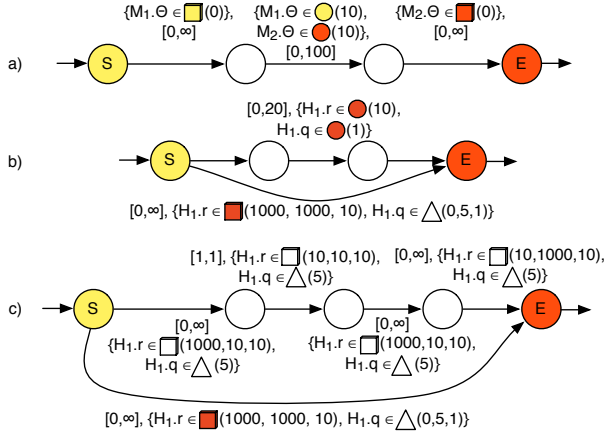 {M₁.Θ ∈ (0)}, {M₁.Θ ∈ (10), {M₂.Θ ∈ (0)},
[0,∞] M₂.Θ ∈ (10)}, [0,∞]
[0,100]
a) S E
[0,20], {H₁.r ∈ (10),
H₁.q ∈ (1)}
b) S E
[0,∞], {H₁.r ∈ (1000, 1000, 10), H₁.q ∈ (0,5,1)}
[1,1], {H₁.r ∈ (10,10,10), [0,∞], {H₁.r ∈ (10,1000,10),
H₁.q ∈ (5)} H₁.q ∈ (5)}
c) S E
[0,∞] [0,∞]
{H₁.r ∈ (1000,10,10), {H₁.r ∈ (1000,10,10),
H₁.q ∈ (5)} H₁.q ∈ (5)}
[0,∞], {H₁.r ∈ (1000, 1000, 10), H₁.q ∈ (0,5,1)}